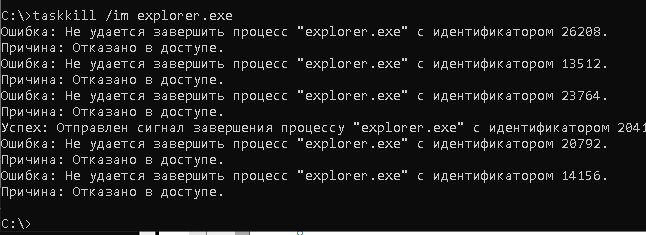 C:\>taskkill /im explorer.exe
Ошибка: Не удается завершить процесс "explorer.exe" с идентификатором 26208.
Причина: Отказано в доступе.
Ошибка: Не удается завершить процесс "explorer.exe" с идентификатором 13512.
Причина: Отказано в доступе.
Ошибка: Не удается завершить процесс "explorer.exe" с идентификатором 23764.
Причина: Отказано в доступе.
Успех: Отправлен сигнал завершения процессу "explorer.exe" с идентификатором 2041
Ошибка: Не удается завершить процесс "explorer.exe" с идентификатором 20792.
Причина: Отказано в доступе.
Ошибка: Не удается завершить процесс "explorer.exe" с идентификатором 14156.
Причина: Отказано в доступе.
C:\>